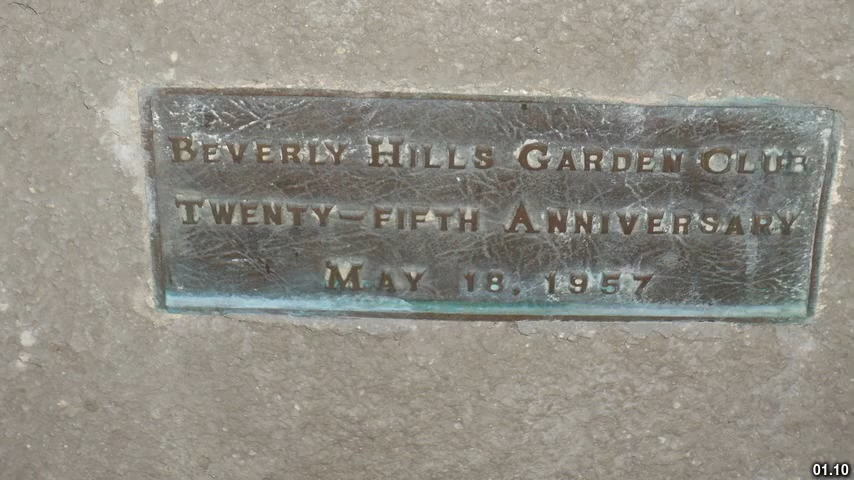 BEVERLY HILLS GARDEN CLUB
TWENTY-FIFTH ANNIVERSARY
MAY 18, 1957
01.10